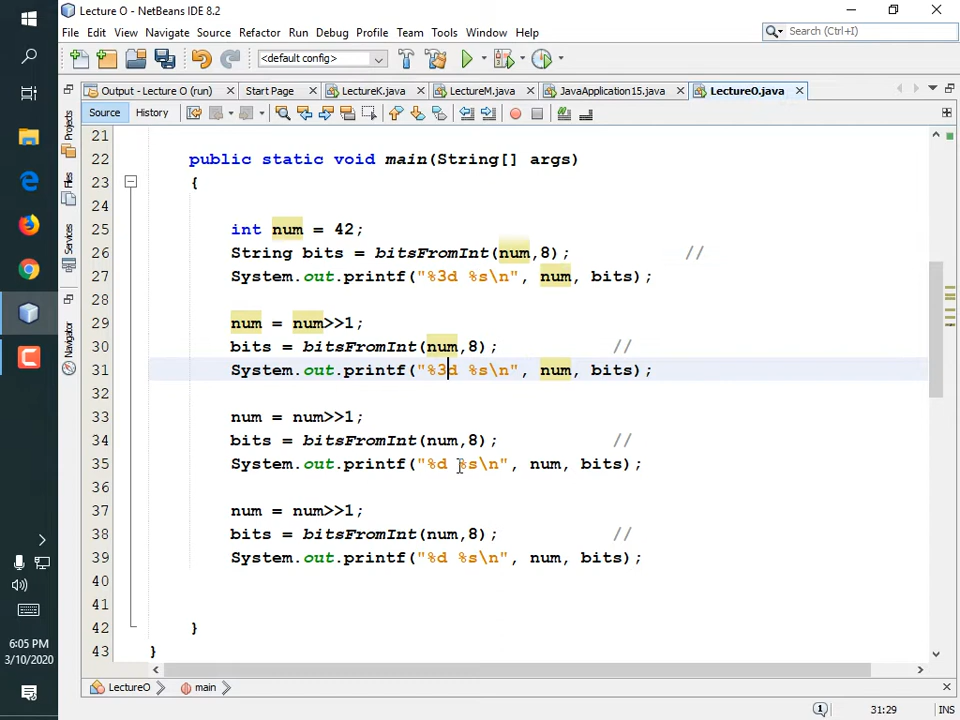 Lecture O - NetBeans IDE 8.2
File Edit View Navigate Source Refactor Run Debug Profile Team Tools Window Help
Search (Ctrl+I)
<default config>
Output - Lecture O (run) Start Page LectureK.java LectureM.java JavaApplication15.java LectureO.java
Source History
Projects
Files
Services
Navigator
21
22 public static void main(String[] args)
23 {
24
25 int num = 42;
26 String bits = bitsFromInt(num,8); //
27 System.out.printf("%3d %s\n", num, bits);
28
29 num = num>>1;
30 bits = bitsFromInt(num,8); //
31 System.out.printf("%3d %s\n", num, bits);
32
33 num = num>>1;
34 bits = bitsFromInt(num,8); //
35 System.out.printf("%d %s\n", num, bits);
36
37 num = num>>1;
38 bits = bitsFromInt(num,8); //
39 System.out.printf("%d %s\n", num, bits);
40
41
42 }
43 }
LectureO main
1 31:29 INS
6:05 PM
3/10/2020